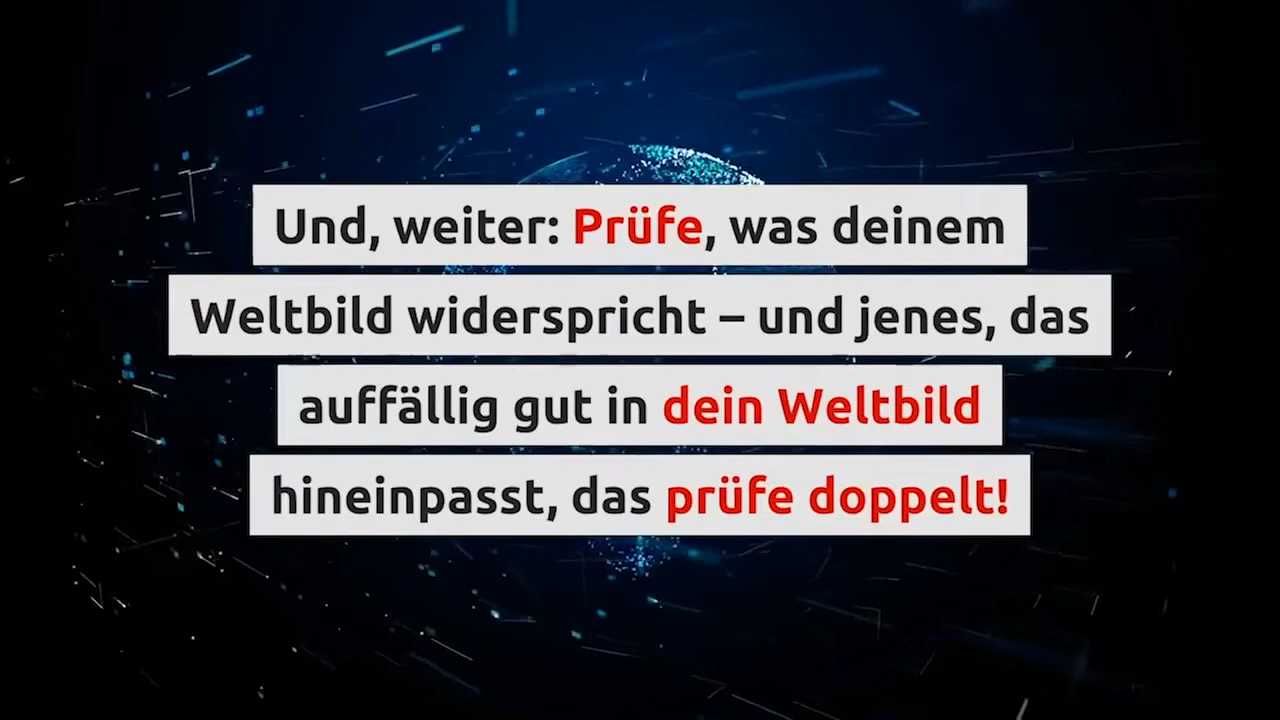 Und, weiter: Prüfe, was deinem
Weltbild widerspricht – und jenes, das
auffällig gut in dein Weltbild
hineinpasst, das prüfe doppelt!